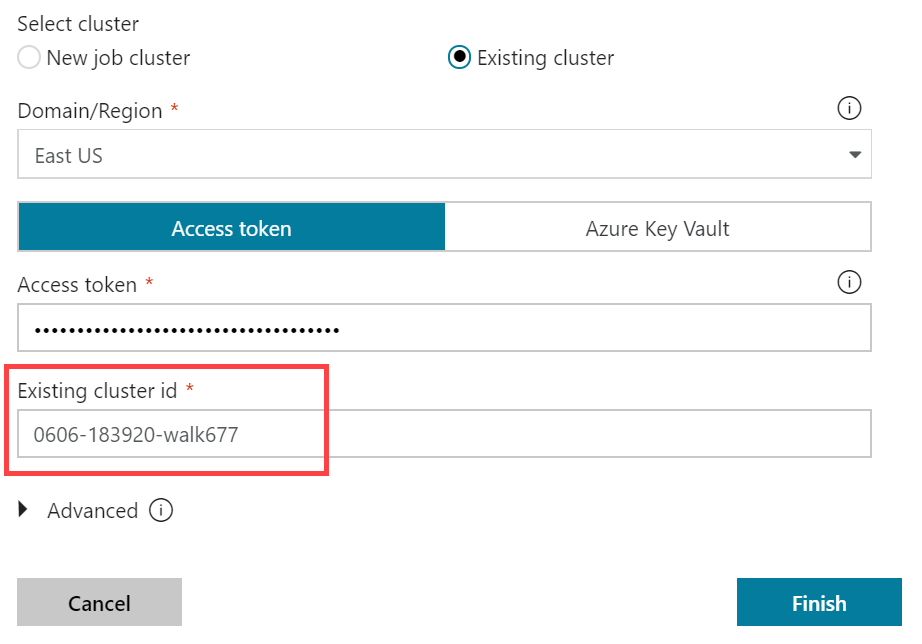 Select cluster
New job cluster Existing cluster
Domain/Region *
East US
Access token Azure Key Vault
Access token *
••••••••••••••••••••••••••••••••••••
Existing cluster id *
0606-183920-walk677
Advanced
Cancel Finish